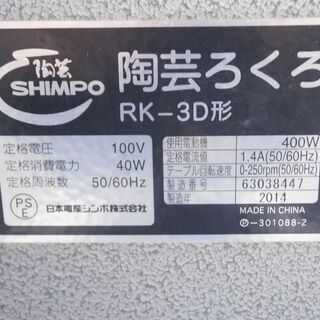 陶芸
SHIMPO
陶芸ろくろ
RK-3D形
定格電圧 100V
定格消費電力 40W
定格周波数 50/60Hz
PSE
日本電産シンポ株式会社
使用電動機 400W
定格電流値 1.4A(50/60Hz)
テーブル回転速度 0-250rpm(50/60Hz)
製造番号 63038447
製造年 2014
MADE IN CHINA
Ⓟ-301088-2